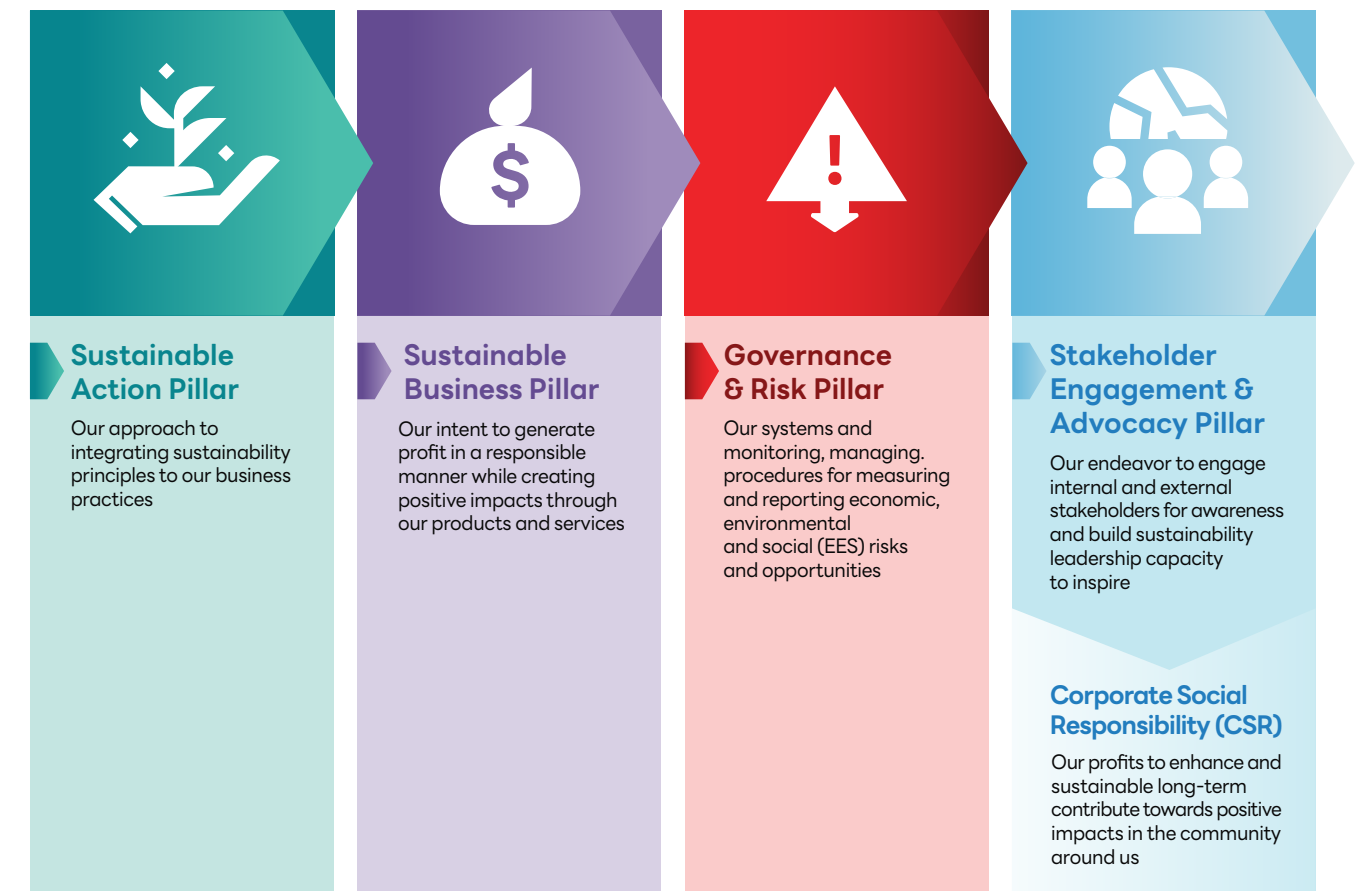 $
!
Sustainable
Action Pillar
Our approach to
integrating sustainability
principles to our business
practices
Sustainable
Business Pillar
Our intent to generate
profit in a responsible
manner while creating
positive impacts through
our products and services
Governance
& Risk Pillar
Our systems and
monitoring, managing.
procedures for measuring
and reporting economic,
environmental
and social (EES) risks
and opportunities
Stakeholder
Engagement &
Advocacy Pillar
Our endeavor to engage
internal and external
stakeholders for awareness
and build sustainability
leadership capacity
to inspire
Corporate Social
Responsibility (CSR)
Our profits to enhance and
sustainable long-term
contribute towards positive
impacts in the community
around us